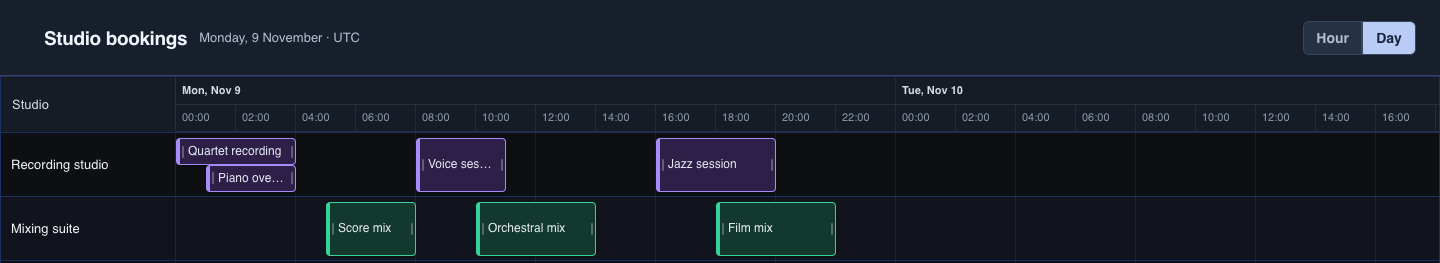 Studio bookings Monday, 9 November · UTC Hour Day
Mon, Nov 9 Tue, Nov 10
Studio
00:00 02:00 04:00 06:00 08:00 10:00 12:00 14:00 16:00 18:00 20:00 22:00 00:00 02:00 04:00 06:00 08:00 10:00 12:00 14:00 16:00
Quartet recording
Recording studio Voice ses… Jazz session
Piano ove…
Mixing suite Score mix Orchestral mix Film mix